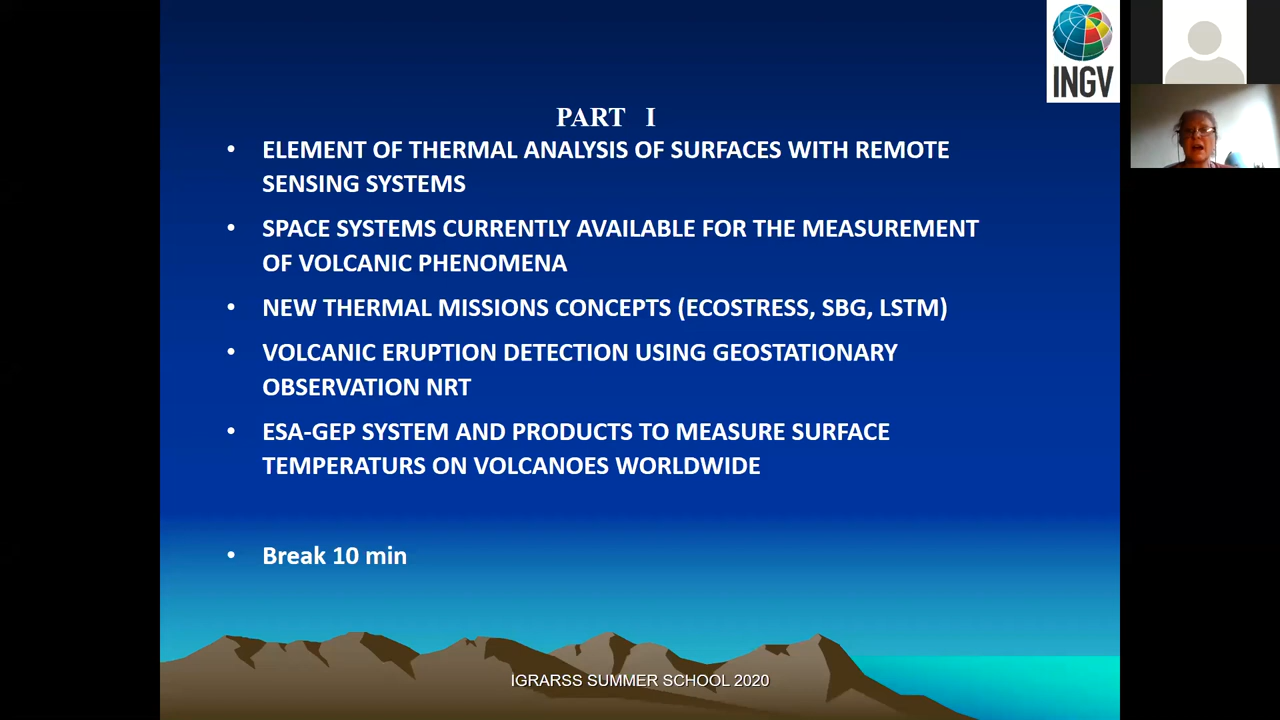 INGV
PART I
• ELEMENT OF THERMAL ANALYSIS OF SURFACES WITH REMOTE
SENSING SYSTEMS
• SPACE SYSTEMS CURRENTLY AVAILABLE FOR THE MEASUREMENT
OF VOLCANIC PHENOMENA
• NEW THERMAL MISSIONS CONCEPTS (ECOSTRESS, SBG, LSTM)
• VOLCANIC ERUPTION DETECTION USING GEOSTATIONARY
OBSERVATION NRT
• ESA-GEP SYSTEM AND PRODUCTS TO MEASURE SURFACE
TEMPERATURS ON VOLCANOES WORLDWIDE
• Break 10 min
IGRARSS SUMMER SCHOOL 2020